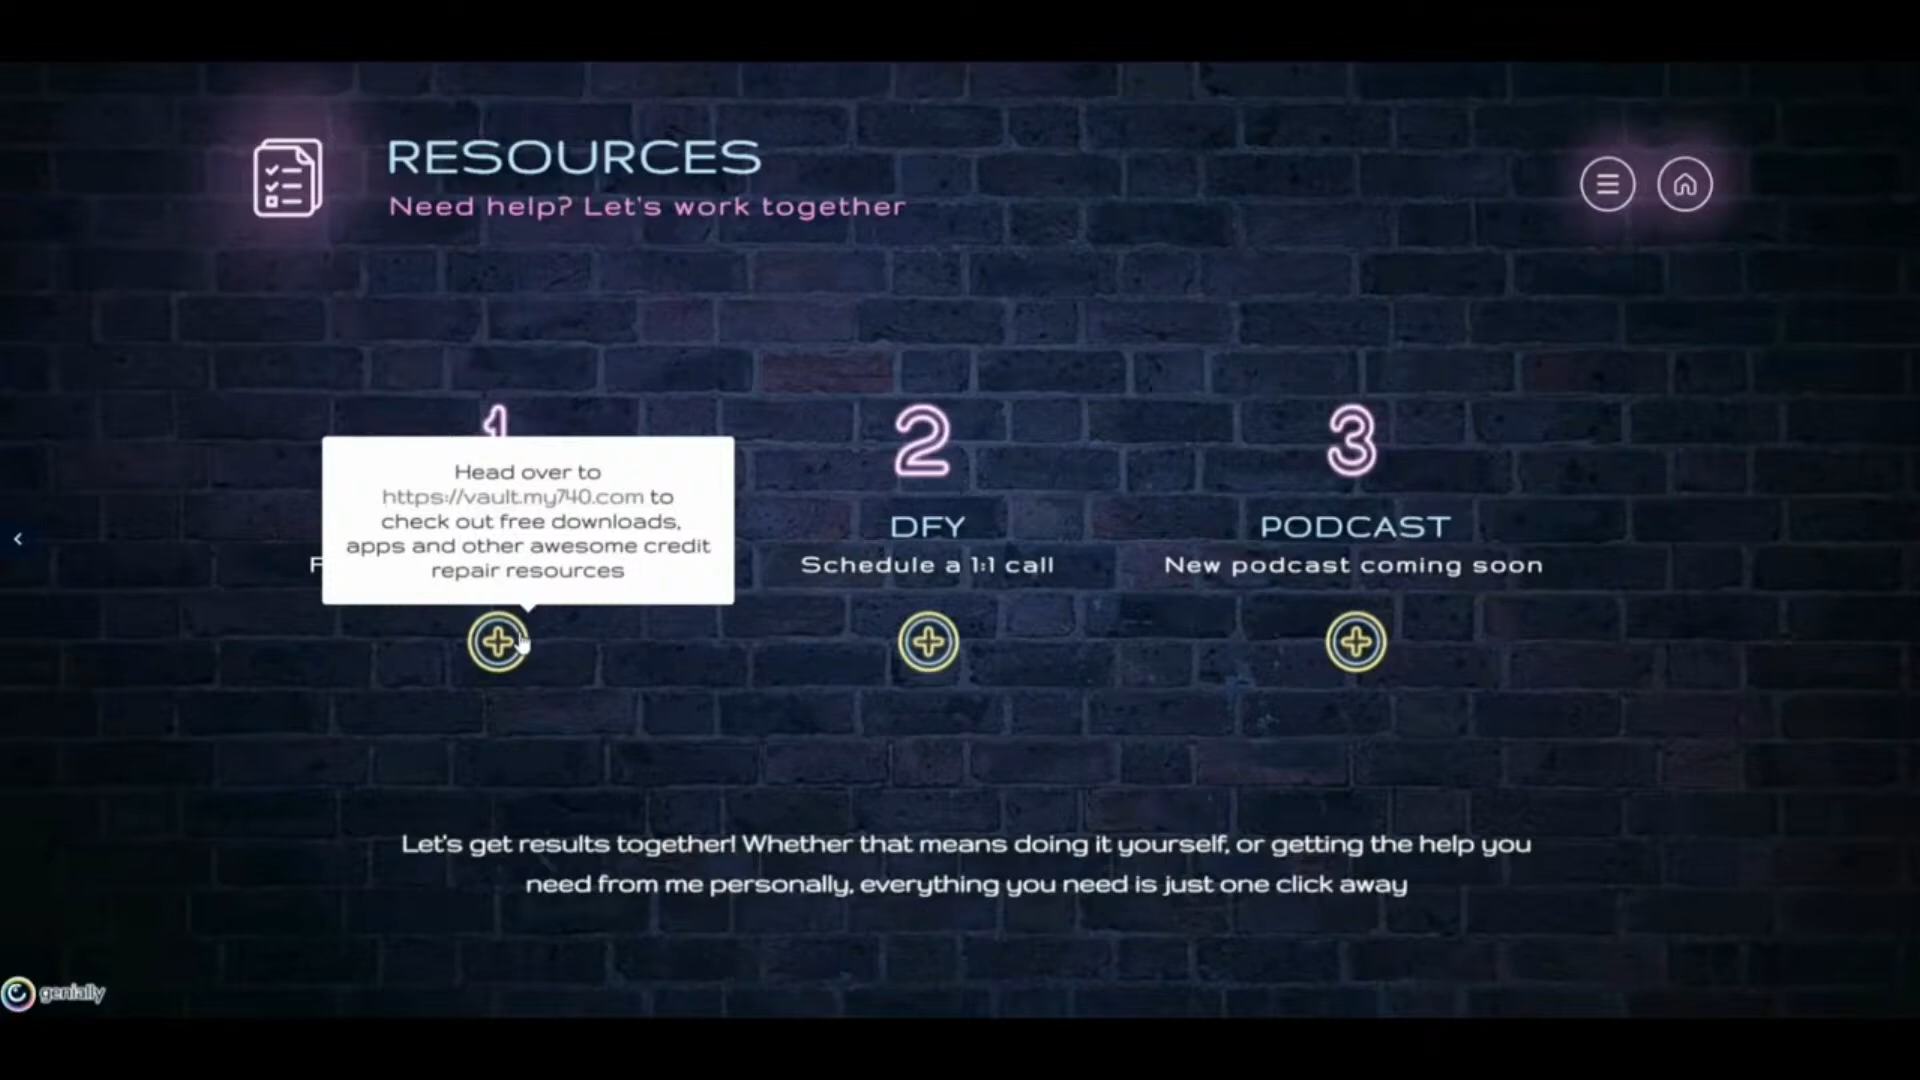 RESOURCES
Need help? Let's work together
1
Head over to
https://vault.my740.com to
check out free downloads,
apps and other awesome credit
repair resources
2
DFY
Schedule a 1:1 call
3
PODCAST
New podcast coming soon
Let's get results together! Whether that means doing it yourself, or getting the help you
need from me personally, everything you need is just one click away
genially